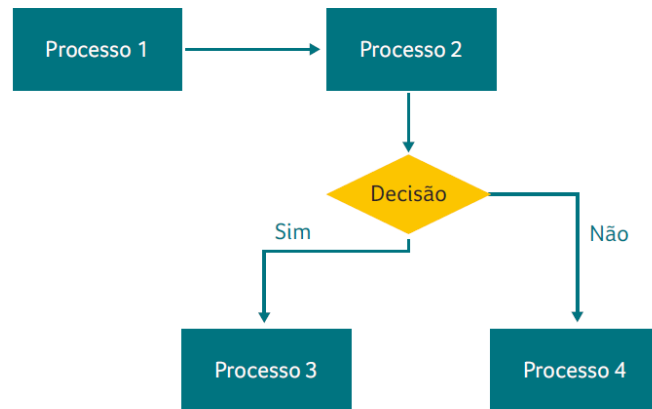 Processo 1
Processo 2
Decisão
Sim
Não
Processo 3
Processo 4